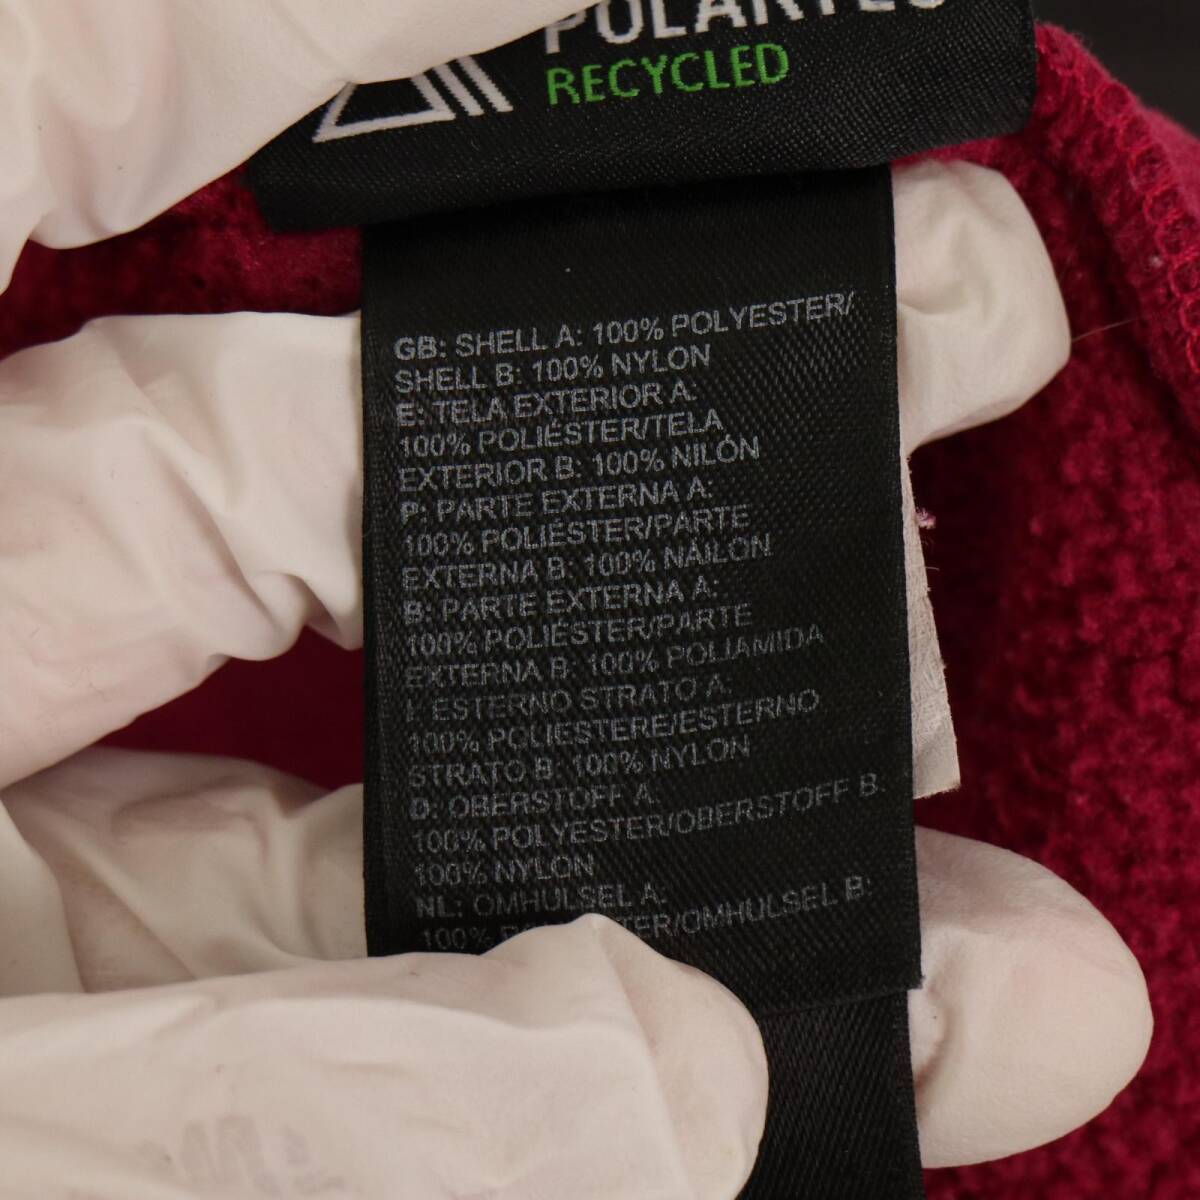 POLARTEC
RECYCLED
GB: SHELL A: 100% POLYESTER/
SHELL B: 100% NYLON
E: TELA EXTERIOR A:
100% POLIÉSTER/TELA
EXTERIOR B: 100% NILÓN
P: PARTE EXTERNA A:
100% POLIÉSTER/PARTE
EXTERNA B: 100% NÁILON
B: PARTE EXTERNA A:
100% POLIÉSTER/PARTE
EXTERNA B: 100% POLIAMIDA
I: ESTERNO STRATO A:
100% POLIESTERE/ESTERNO
STRATO B: 100% NYLON
D: OBERSTOFF A:
100% POLYESTER/OBERSTOFF B:
100% NYLON
NL: OMHULSEL A:
100% /OMHULSEL B: